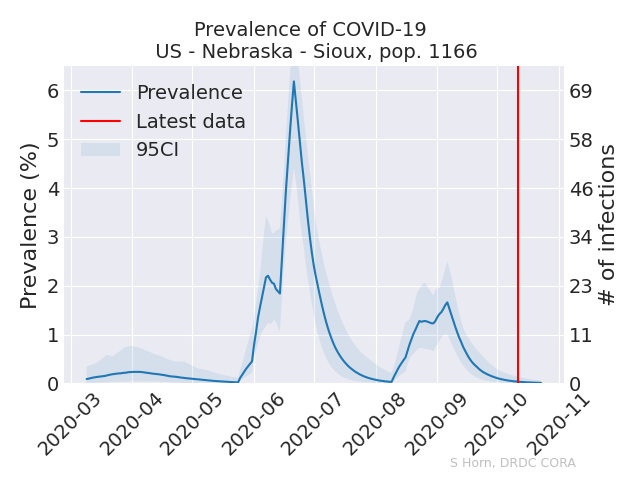 Prevalence of COVID-19
US - Nebraska - Sioux, pop. 1166
Prevalence
Latest data
95CI
Prevalence (%)
6
5
4
3
2
1
0
# of infections
69
58
46
34
23
11
0
2020-03
2020-04
2020-05
2020-06
2020-07
2020-08
2020-09
2020-10
2020-11
S Horn, DRDC CORA